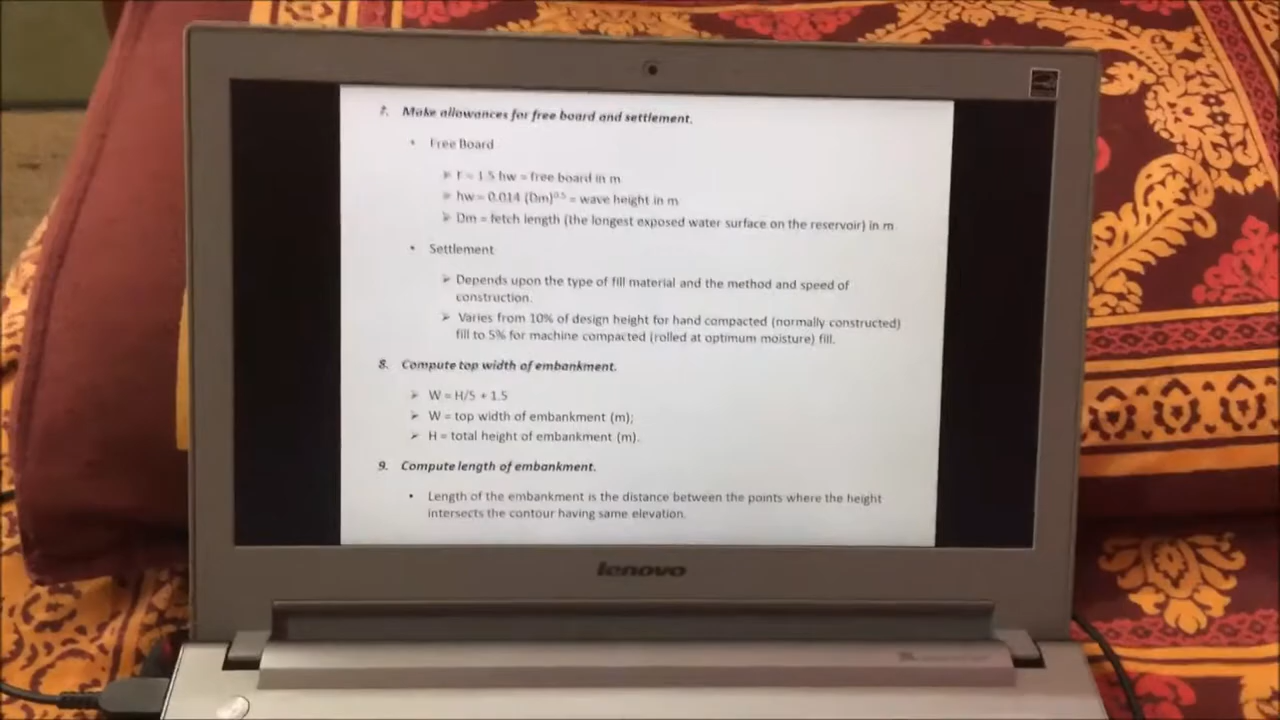 7. Make allowances for free board and settlement.
• Free Board
➢ f = 1.5 hw = free board in m
➢ hw = 0.014 (Dm)^0.5 = wave height in m
➢ Dm = fetch length (the longest exposed water surface on the reservoir) in m
• Settlement
➢ Depends upon the type of fill material and the method and speed of
construction.
➢ Varies from 10% of design height for hand compacted (normally constructed)
fill to 5% for machine compacted (rolled at optimum moisture) fill.
8. Compute top width of embankment.
➢ W = H/5 + 1.5
➢ W = top width of embankment (m);
➢ H = total height of embankment (m).
9. Compute length of embankment.
• Length of the embankment is the distance between the points where the height
intersects the contour having same elevation.
lenovo